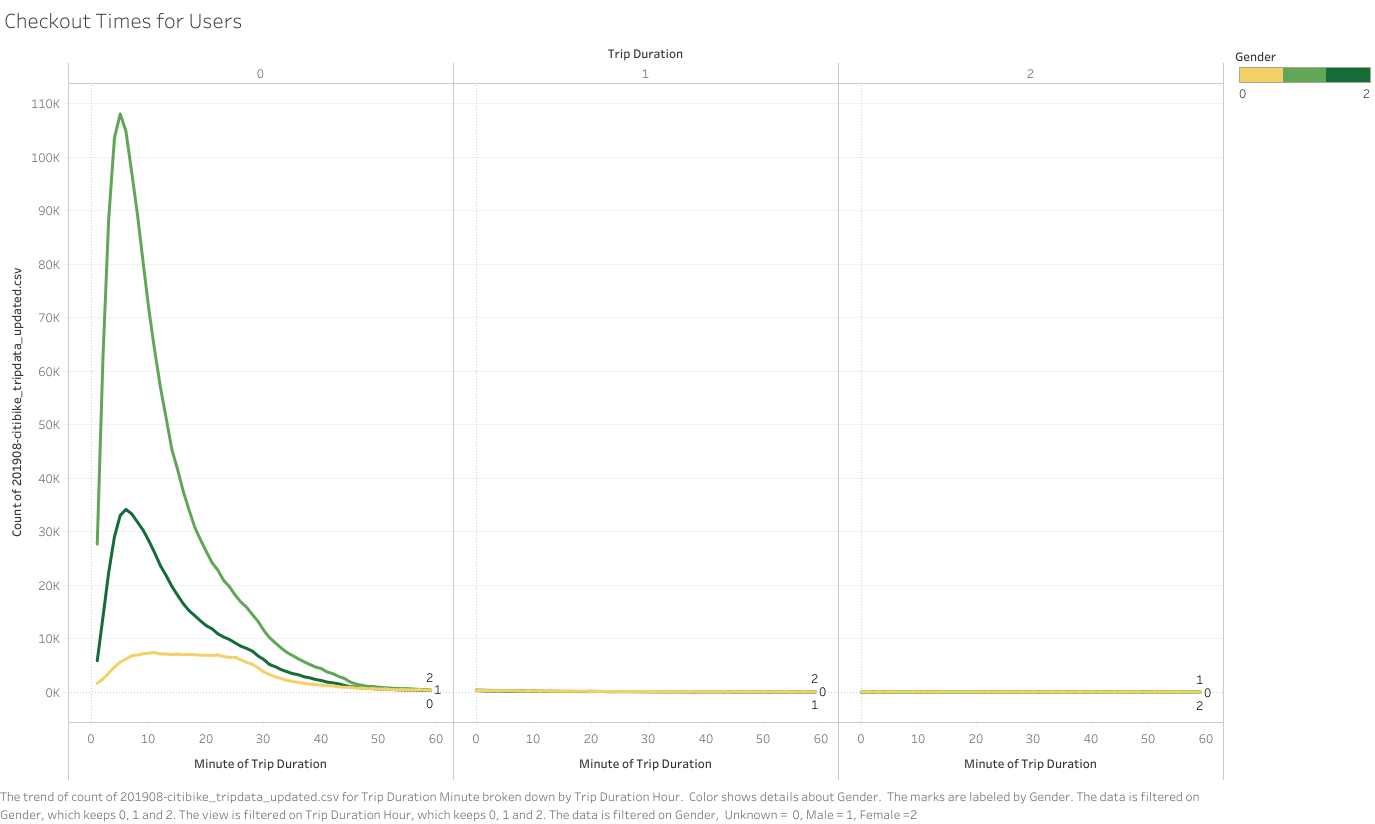 Checkout Times for Users
Trip Duration
0 1 2
Gender
0 2
110K
100K
90K
80K
70K
60K
50K
40K
30K
20K
10K
0K
Count of 201908-citibike_tripdata_updated.csv
2
1
0
2
0
1
1
0
2
0 10 20 30 40 50 60 0 10 20 30 40 50 60 0 10 20 30 40 50 60
Minute of Trip Duration Minute of Trip Duration Minute of Trip Duration
The trend of count of 201908-citibike_tripdata_updated.csv for Trip Duration Minute broken down by Trip Duration Hour.  Color shows details about Gender.  The marks are labeled by Gender. The data is filtered on
Gender, which keeps 0, 1 and 2. The view is filtered on Trip Duration Hour, which keeps 0, 1 and 2. The data is filtered on Gender,  Unknown =  0, Male = 1, Female =2